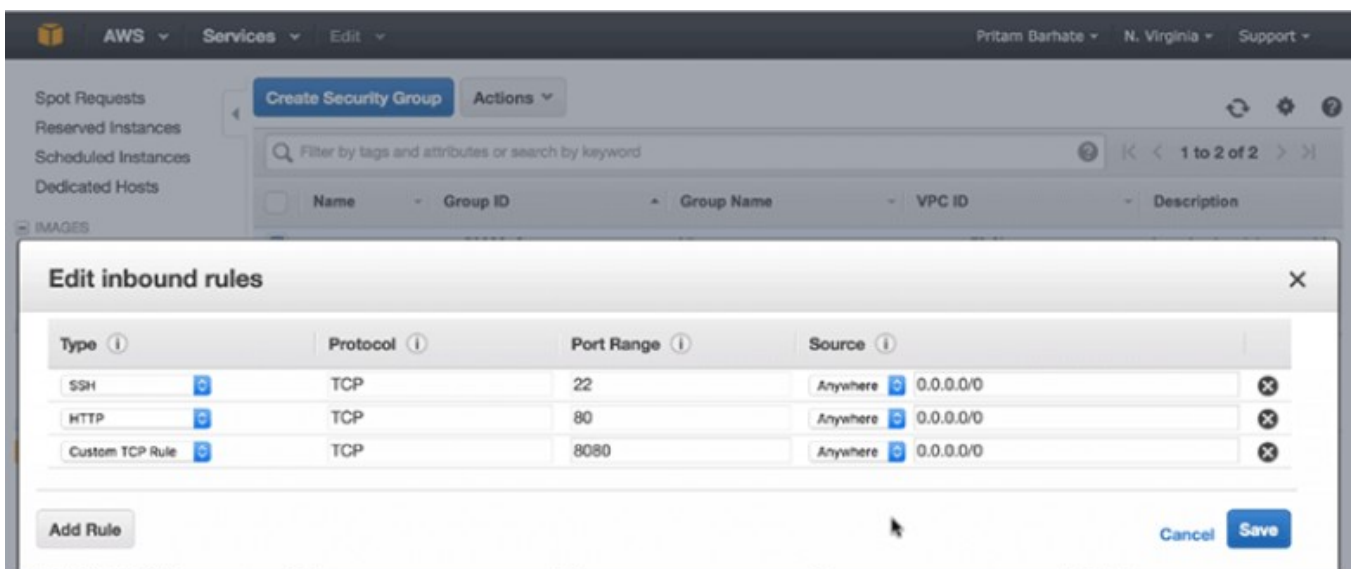 AWS Services Edit Pritam Barhate N. Virginia Support
Spot Requests
Reserved Instances
Scheduled Instances
Dedicated Hosts
IMAGES
Create Security Group Actions
Filter by tags and attributes or search by keyword 1 to 2 of 2
Name Group ID Group Name VPC ID Description
Edit inbound rules
Type Protocol Port Range Source
SSH TCP 22 Anywhere 0.0.0.0/0
HTTP TCP 80 Anywhere 0.0.0.0/0
Custom TCP Rule TCP 8080 Anywhere 0.0.0.0/0
Add Rule Cancel Save